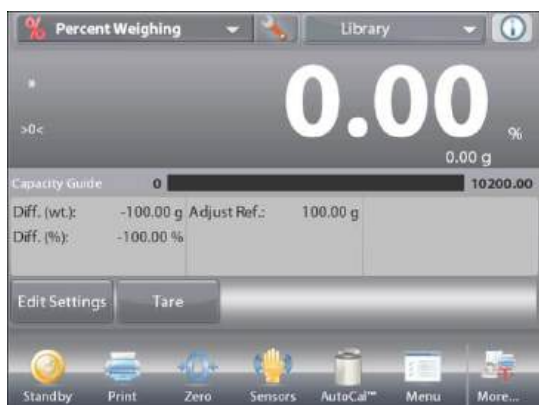 Percent Weighing Library
*
>0<
0.00 %
0.00 g
Capacity Guide 0 10200.00
Diff. (wt.): -100.00 g Adjust Ref.: 100.00 g
Diff. (%): -100.00 %
Edit Settings Tare
Standby Print Zero Sensors AutoCal™ Menu More...